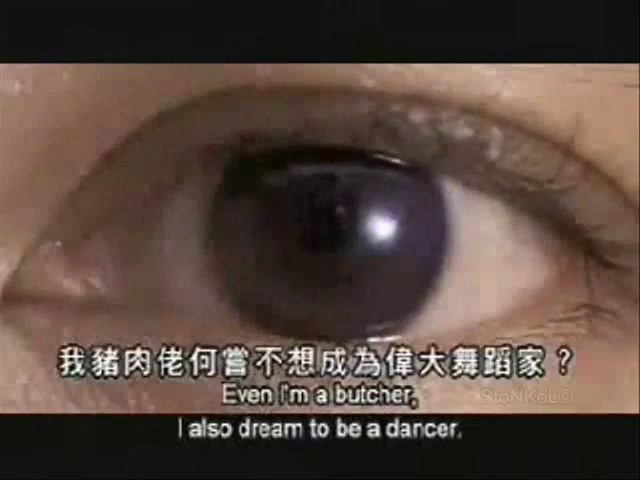 我豬肉佬何嘗不想成為偉大舞蹈家？
Even I'm a butcher,
StoNKoL©
I also dream to be a dancer.